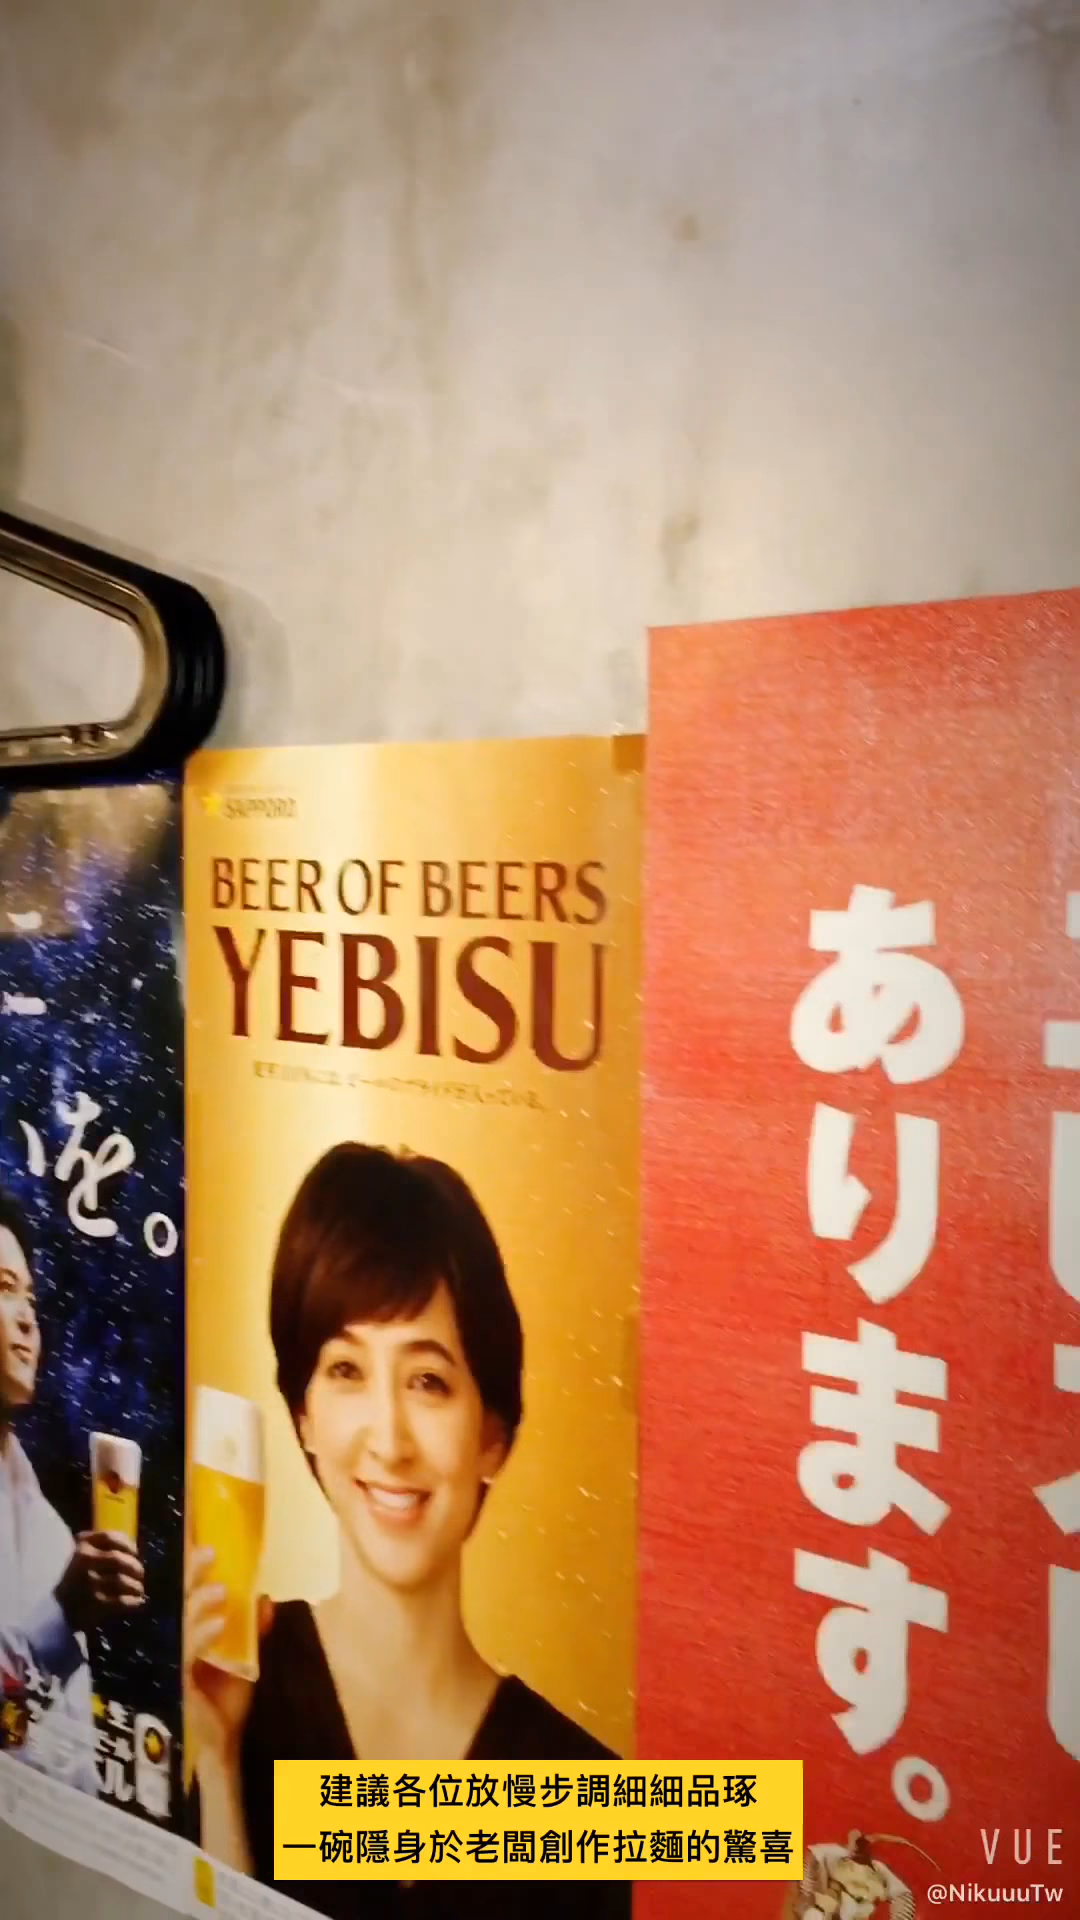 SAPPORO
BEER OF BEERS
YEBISU
を。
あります。
建議各位放慢步調細細品琢
一碗隱身於老闆創作拉麵的驚喜
VUE
@NikuuuTw